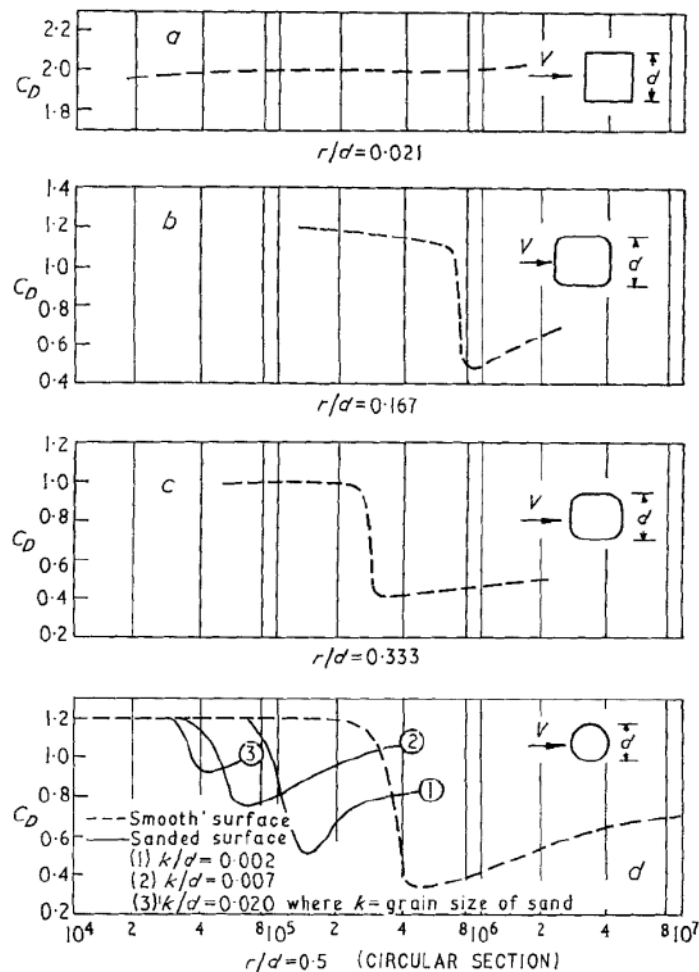 2.2
a
2.0
1.8
C_D
V
d
r/d=0.021
1.4
1.2
b
1.0
0.8
0.6
0.4
C_D
V
d
r/d=0.167
1.2
1.0
c
0.8
0.6
0.4
0.2
C_D
V
d
r/d=0.333
1.2
1.0
0.8
0.6
0.4
0.2
C_D
3
2
1
V
d
d
Smooth' surface
Sanded surface
(1) k/d=0.002
(2) k/d=0.007
(3) k/d=0.020 where k=grain size of sand
10⁴ 2 4 8 10⁵ 2 4 8 10⁶ 2 4 8 10⁷
r/d=0.5 (CIRCULAR SECTION)